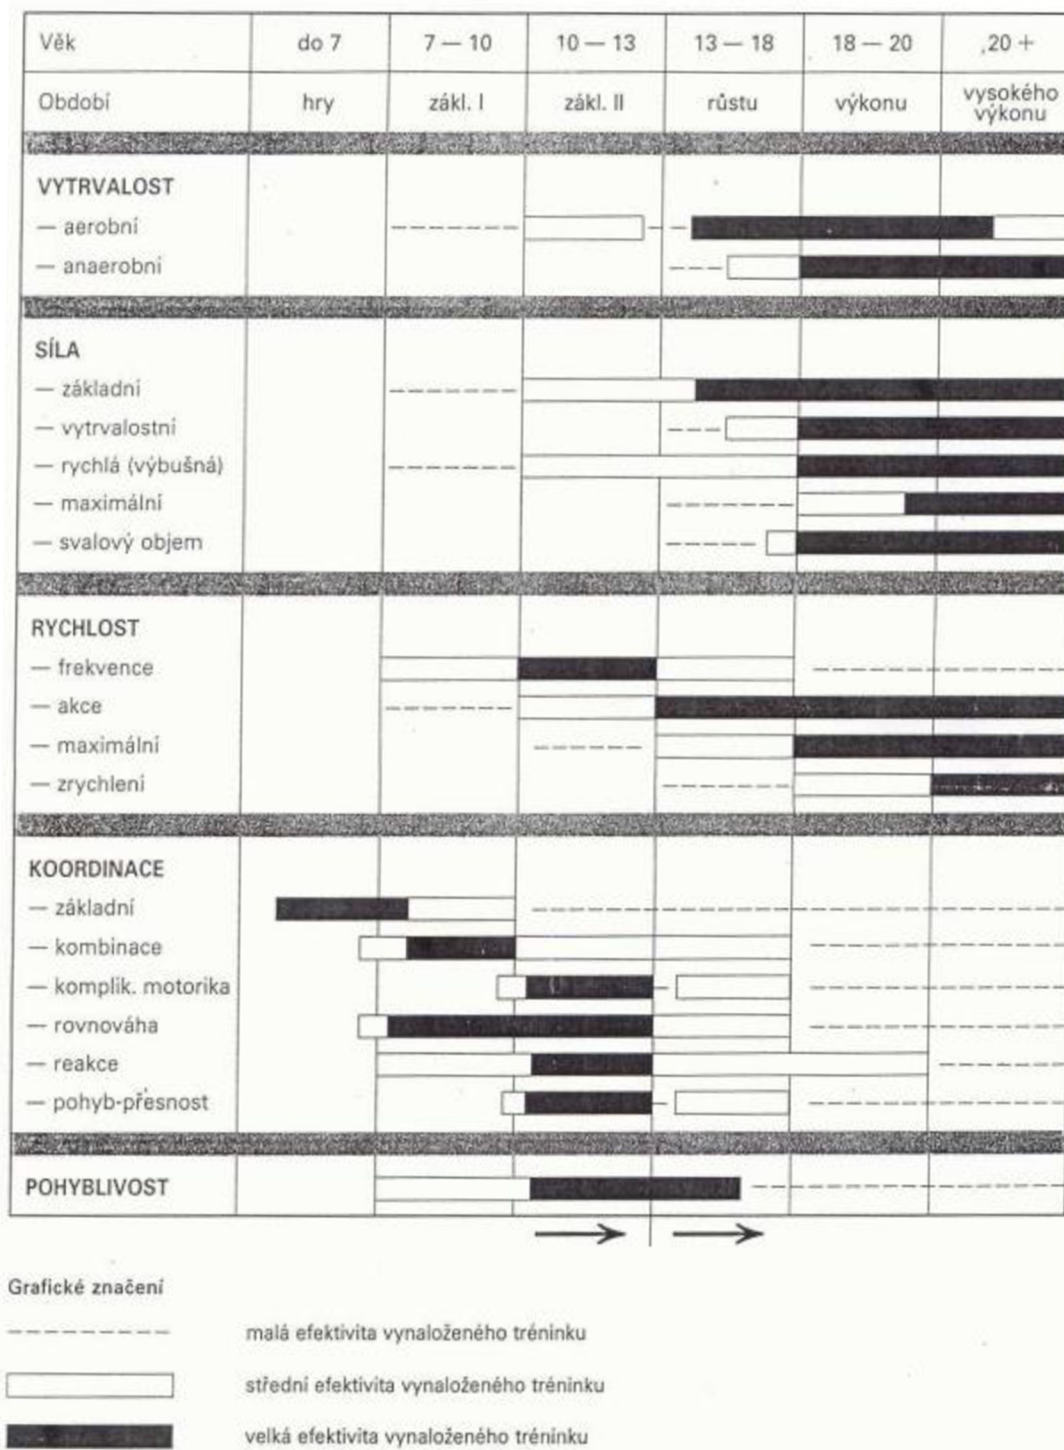 Věk do 7 7 — 10 10 — 13 13 — 18 18 — 20 ,20 +
Období hry zákl. I zákl. II růstu výkonu vysokého
výkonu
VYTRVALOST
— aerobní
— anaerobní
SÍLA
— základní
— vytrvalostní
— rychlá (výbušná)
— maximální
— svalový objem
RYCHLOST
— frekvence
— akce
— maximální
— zrychlení
KOORDINACE
— základní
— kombinace
— komplik. motorika
— rovnováha
— reakce
— pohyb-přesnost
POHYBLIVOST
Grafické značení
malá efektivita vynaloženého tréninku
střední efektivita vynaloženého tréninku
velká efektivita vynaloženého tréninku